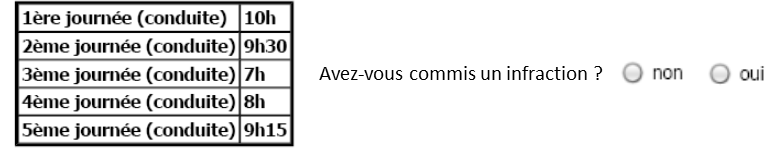 1ère journée (conduite) 10h
2ème journée (conduite) 9h30
3ème journée (conduite) 7h
4ème journée (conduite) 8h
5ème journée (conduite) 9h15
Avez-vous commis un infraction ? non oui